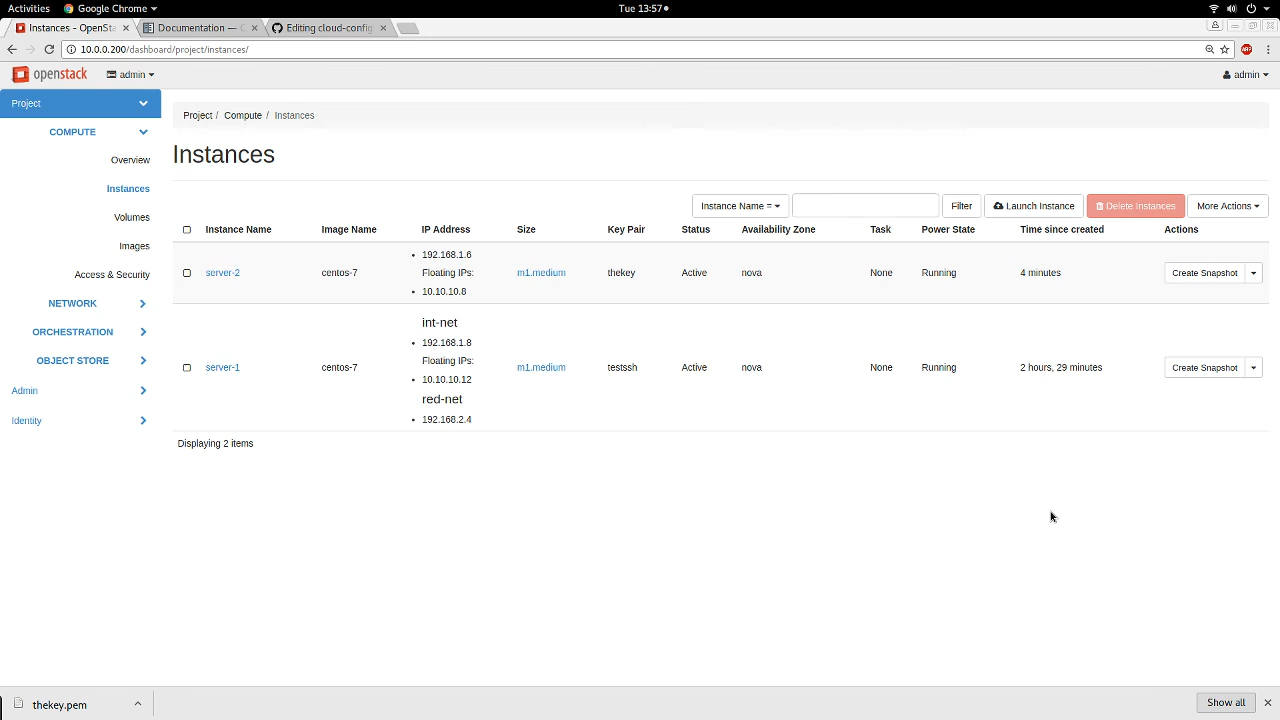 Activities Google Chrome Tue 13:57
Instances - OpenSta Documentation — C Editing cloud-config
10.0.0.200/dashboard/project/instances/ ABP
openstack admin admin
Project
COMPUTE
Overview
Instances
Volumes
Images
Access & Security
NETWORK
ORCHESTRATION
OBJECT STORE
Admin
Identity
Project / Compute / Instances
Instances
Instance Name = Filter Launch Instance Delete Instances More Actions
Instance Name Image Name IP Address Size Key Pair Status Availability Zone Task Power State Time since created Actions
192.168.1.6
Floating IPs:
10.10.10.8
server-2 centos-7 m1.medium thekey Active nova None Running 4 minutes Create Snapshot
int-net
192.168.1.8
Floating IPs:
10.10.10.12
red-net
192.168.2.4
server-1 centos-7 m1.medium testssh Active nova None Running 2 hours, 29 minutes Create Snapshot
Displaying 2 items
thekey.pem Show all